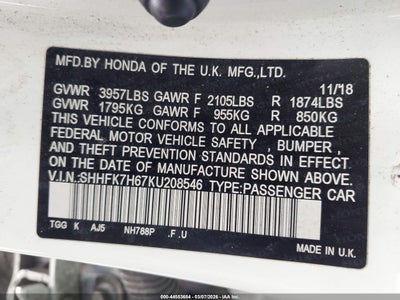 MFD.BY HONDA OF THE U.K. MFG.,LTD.
11/18
GVWR 3957LBS GAWR F 2105LBS R 1874LBS
GVWR 1795KG GAWR F 955KG R 850KG
THIS VEHICLE CONFORMS TO ALL APPLICABLE
FEDERAL MOTOR VEHICLE SAFETY , BUMPER ,
AND THEFT PREVENTION STANDARDS IN EFFECT
ON THE DATE OF MANUFACTURE SHOWN ABOVE.
V.I.N.:SHHFK7H67KU208546 TYPE:PASSENGER CAR
TGG K AJ5 NH788P .F .U
MADE IN U.K.
000-44553684 - 03/07/2026 - IAA Inc.